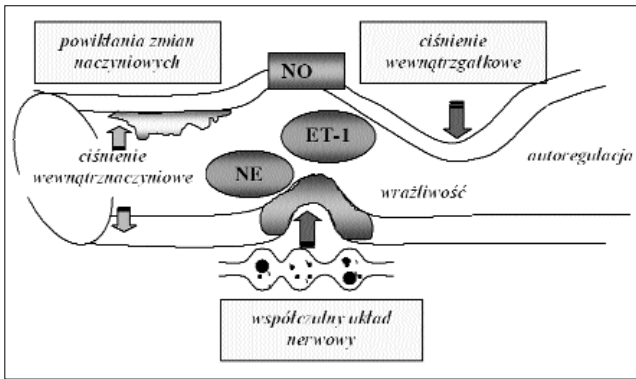 powikłania zmian
naczyniowych
NO
ciśnienie
wewnątrzgałkowe
ET-1
ciśnienie
wewnątrznaczyniowe
NE
autoregulacja
wrażliwość
współczulny układ
nerwowy